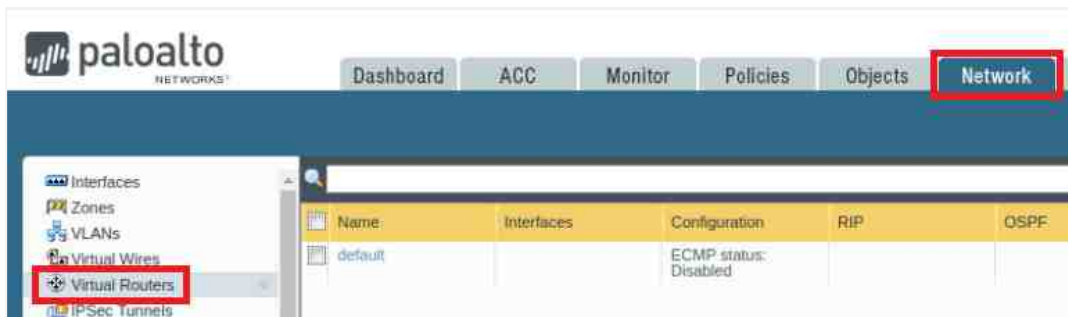 paloalto
NETWORKS
Dashboard ACC Monitor Policies Objects Network
Interfaces
Zones
VLANs
Virtual Wires
Virtual Routers
IPSec Tunnels
Name Interfaces Configuration RIP OSPF
default ECMP status:
Disabled